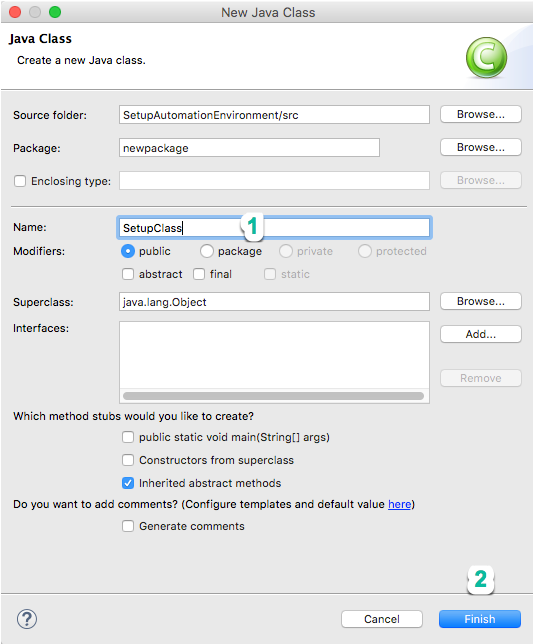 New Java Class
Java Class
Create a new Java class.
Source folder: SetupAutomationEnvironment/src Browse...
Package: newpackage Browse...
Enclosing type: Browse...
Name: SetupClass 1
Modifiers: public package private protected
abstract final static
Superclass: java.lang.Object Browse...
Interfaces: Add...
Remove
Which method stubs would you like to create?
public static void main(String[] args)
Constructors from superclass
Inherited abstract methods
Do you want to add comments? (Configure templates and default value here)
Generate comments
2
? Cancel Finish